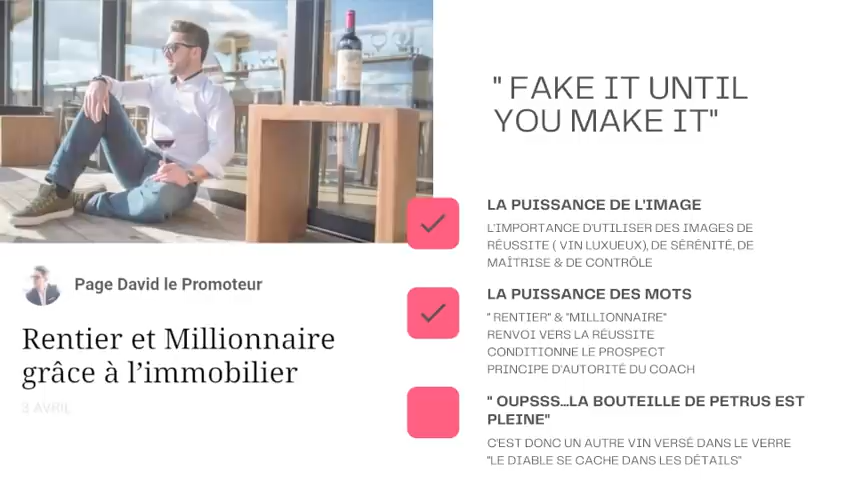 " FAKE IT UNTIL
YOU MAKE IT"
LA PUISSANCE DE L'IMAGE
L'IMPORTANCE D'UTILISER DES IMAGES DE
RÉUSSITE ( VIN LUXUEUX), DE SÉRÉNITÉ, DE
MAÎTRISE & DE CONTRÔLE
Page David le Promoteur
Rentier et Millionnaire
grâce à l'immobilier
3 AVRIL
LA PUISSANCE DES MOTS
" RENTIER" & "MILLIONNAIRE"
RENVOI VERS LA RÉUSSITE
CONDITIONNE LE PROSPECT
PRINCIPE D'AUTORITÉ DU COACH
" OUPSSS...LA BOUTEILLE DE PETRUS EST
PLEINE"
C'EST DONC UN AUTRE VIN VERSÉ DANS LE VERRE
"LE DIABLE SE CACHE DANS LES DÉTAILS"